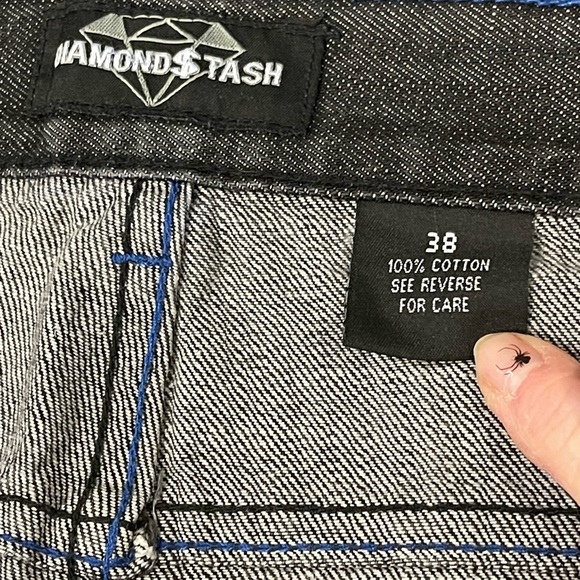 DIAMOND$TASH
38
100% COTTON
SEE REVERSE
FOR CARE